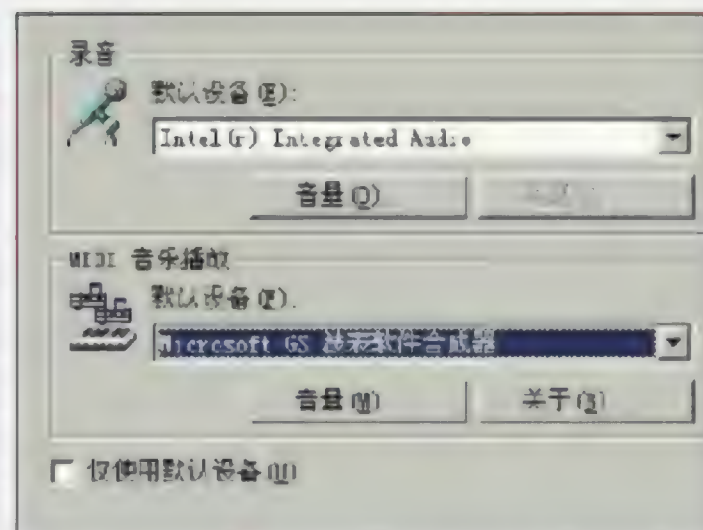 录音
默认设备(E):
Intel(r) Integrated Audio
音量(O)
MIDI 音乐播放
默认设备(F):
Microsoft GS 波表软件合成器
音量(M) 关于(B)
仅使用默认设备(U)